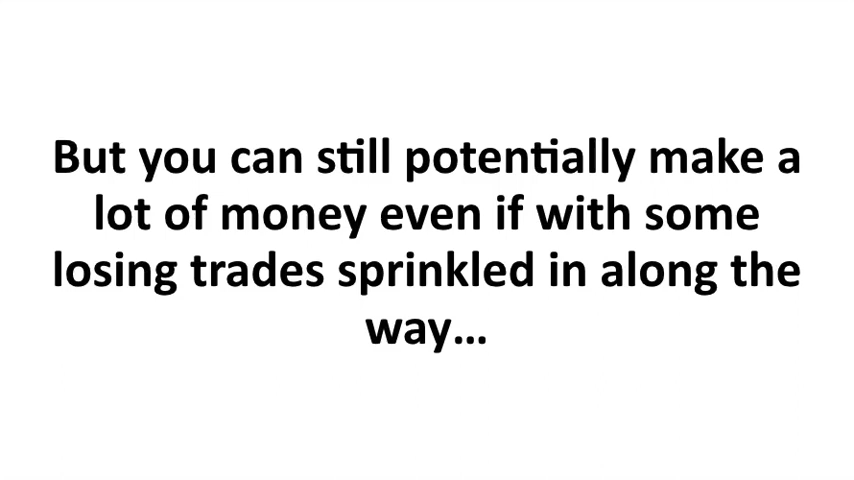 But you can still potentially make a
lot of money even if with some
losing trades sprinkled in along the
way...